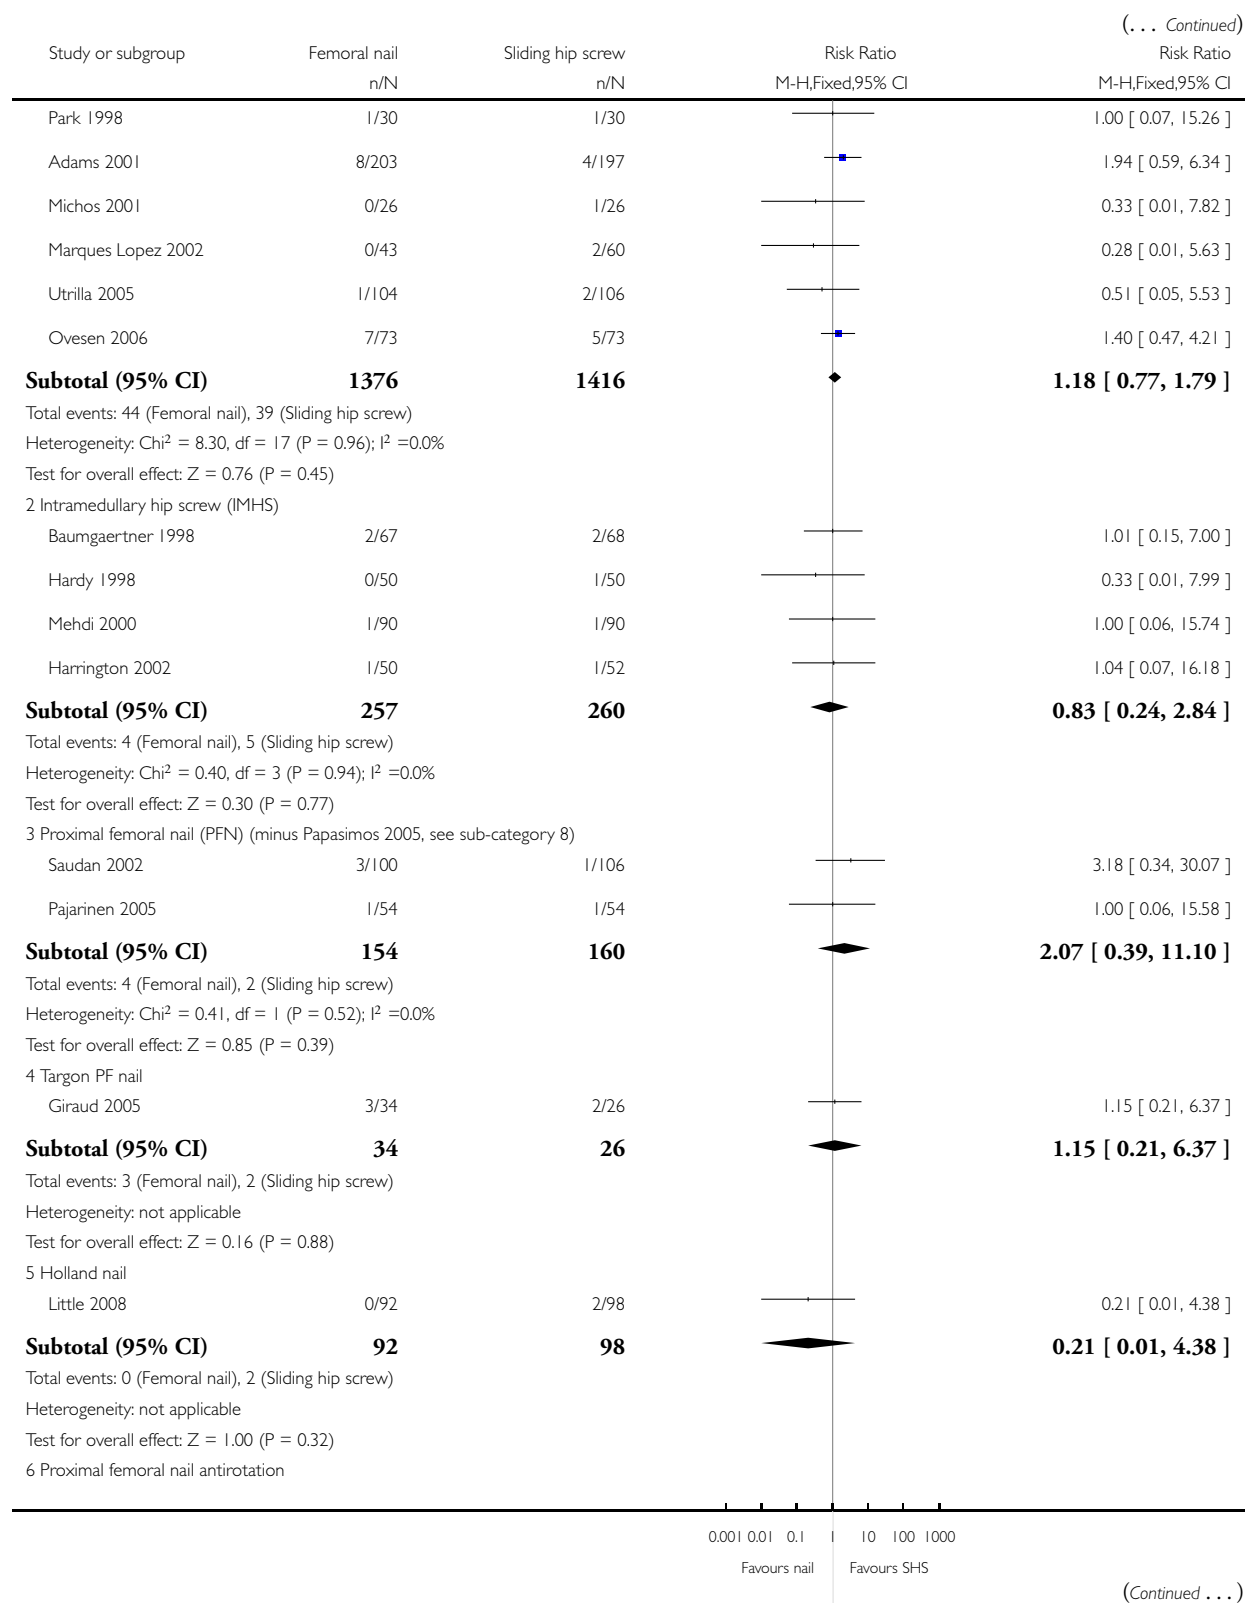 (... Continued)
Study or subgroup Femoral nail Sliding hip screw Risk Ratio Risk Ratio
n/N n/N M-H,Fixed,95% CI M-H,Fixed,95% CI
Park 1998 1/30 1/30 1.00 [ 0.07, 15.26 ]
Adams 2001 8/203 4/197 1.94 [ 0.59, 6.34 ]
Michos 2001 0/26 1/26 0.33 [ 0.01, 7.82 ]
Marques Lopez 2002 0/43 2/60 0.28 [ 0.01, 5.63 ]
Utrilla 2005 1/104 2/106 0.51 [ 0.05, 5.53 ]
Ovesen 2006 7/73 5/73 1.40 [ 0.47, 4.21 ]
Subtotal (95% CI) 1376 1416 1.18 [ 0.77, 1.79 ]
Total events: 44 (Femoral nail), 39 (Sliding hip screw)
Heterogeneity: Chi² = 8.30, df = 17 (P = 0.96); I² =0.0%
Test for overall effect: Z = 0.76 (P = 0.45)
2 Intramedullary hip screw (IMHS)
Baumgaertner 1998 2/67 2/68 1.01 [ 0.15, 7.00 ]
Hardy 1998 0/50 1/50 0.33 [ 0.01, 7.99 ]
Mehdi 2000 1/90 1/90 1.00 [ 0.06, 15.74 ]
Harrington 2002 1/50 1/52 1.04 [ 0.07, 16.18 ]
Subtotal (95% CI) 257 260 0.83 [ 0.24, 2.84 ]
Total events: 4 (Femoral nail), 5 (Sliding hip screw)
Heterogeneity: Chi² = 0.40, df = 3 (P = 0.94); I² =0.0%
Test for overall effect: Z = 0.30 (P = 0.77)
3 Proximal femoral nail (PFN) (minus Papasimos 2005, see sub-category 8)
Saudan 2002 3/100 1/106 3.18 [ 0.34, 30.07 ]
Pajarinen 2005 1/54 1/54 1.00 [ 0.06, 15.58 ]
Subtotal (95% CI) 154 160 2.07 [ 0.39, 11.10 ]
Total events: 4 (Femoral nail), 2 (Sliding hip screw)
Heterogeneity: Chi² = 0.41, df = 1 (P = 0.52); I² =0.0%
Test for overall effect: Z = 0.85 (P = 0.39)
4 Targon PF nail
Giraud 2005 3/34 2/26 1.15 [ 0.21, 6.37 ]
Subtotal (95% CI) 34 26 1.15 [ 0.21, 6.37 ]
Total events: 3 (Femoral nail), 2 (Sliding hip screw)
Heterogeneity: not applicable
Test for overall effect: Z = 0.16 (P = 0.88)
5 Holland nail
Little 2008 0/92 2/98 0.21 [ 0.01, 4.38 ]
Subtotal (95% CI) 92 98 0.21 [ 0.01, 4.38 ]
Total events: 0 (Femoral nail), 2 (Sliding hip screw)
Heterogeneity: not applicable
Test for overall effect: Z = 1.00 (P = 0.32)
6 Proximal femoral nail antirotation
0.001 0.01 0.1 1 10 100 1000
Favours nail Favours SHS
(Continued ...)